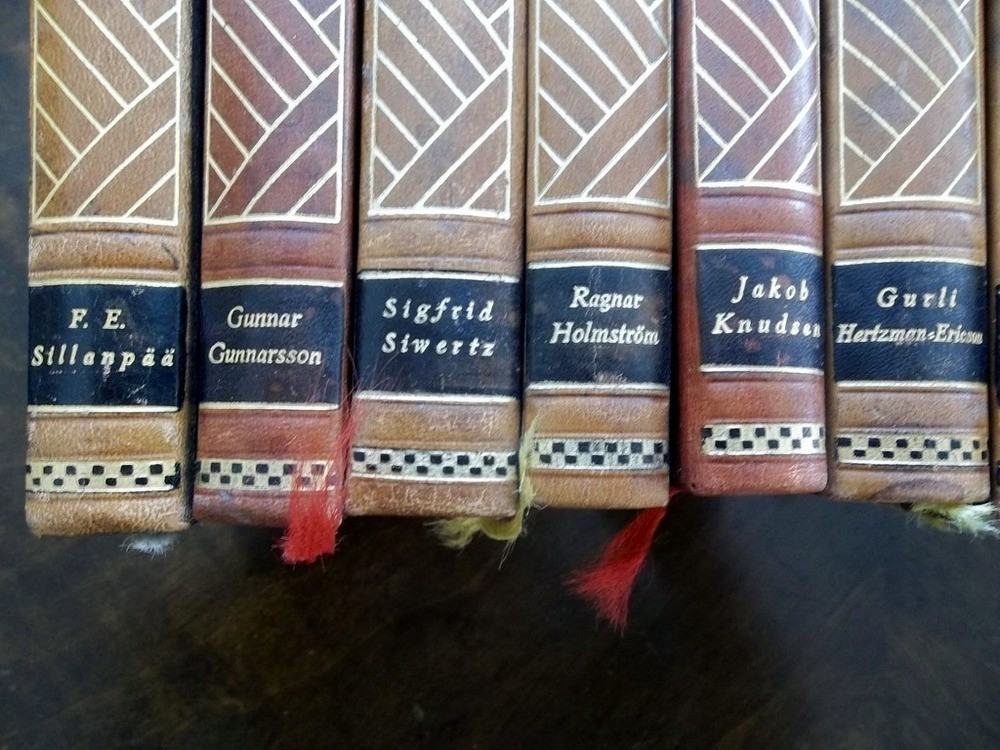 F. E.
Sillanpää
Gunnar
Gunnarsson
Sigfrid
Siwertz
Ragnar
Holmström
Jakob
Knudsen
Gurli
Hertzman=Ericson